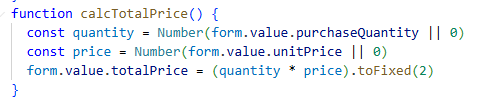 function calcTotalPrice() {
  const quantity = Number(form.value.purchaseQuantity || 0)
  const price = Number(form.value.unitPrice || 0)
  form.value.totalPrice = (quantity * price).toFixed(2)
}